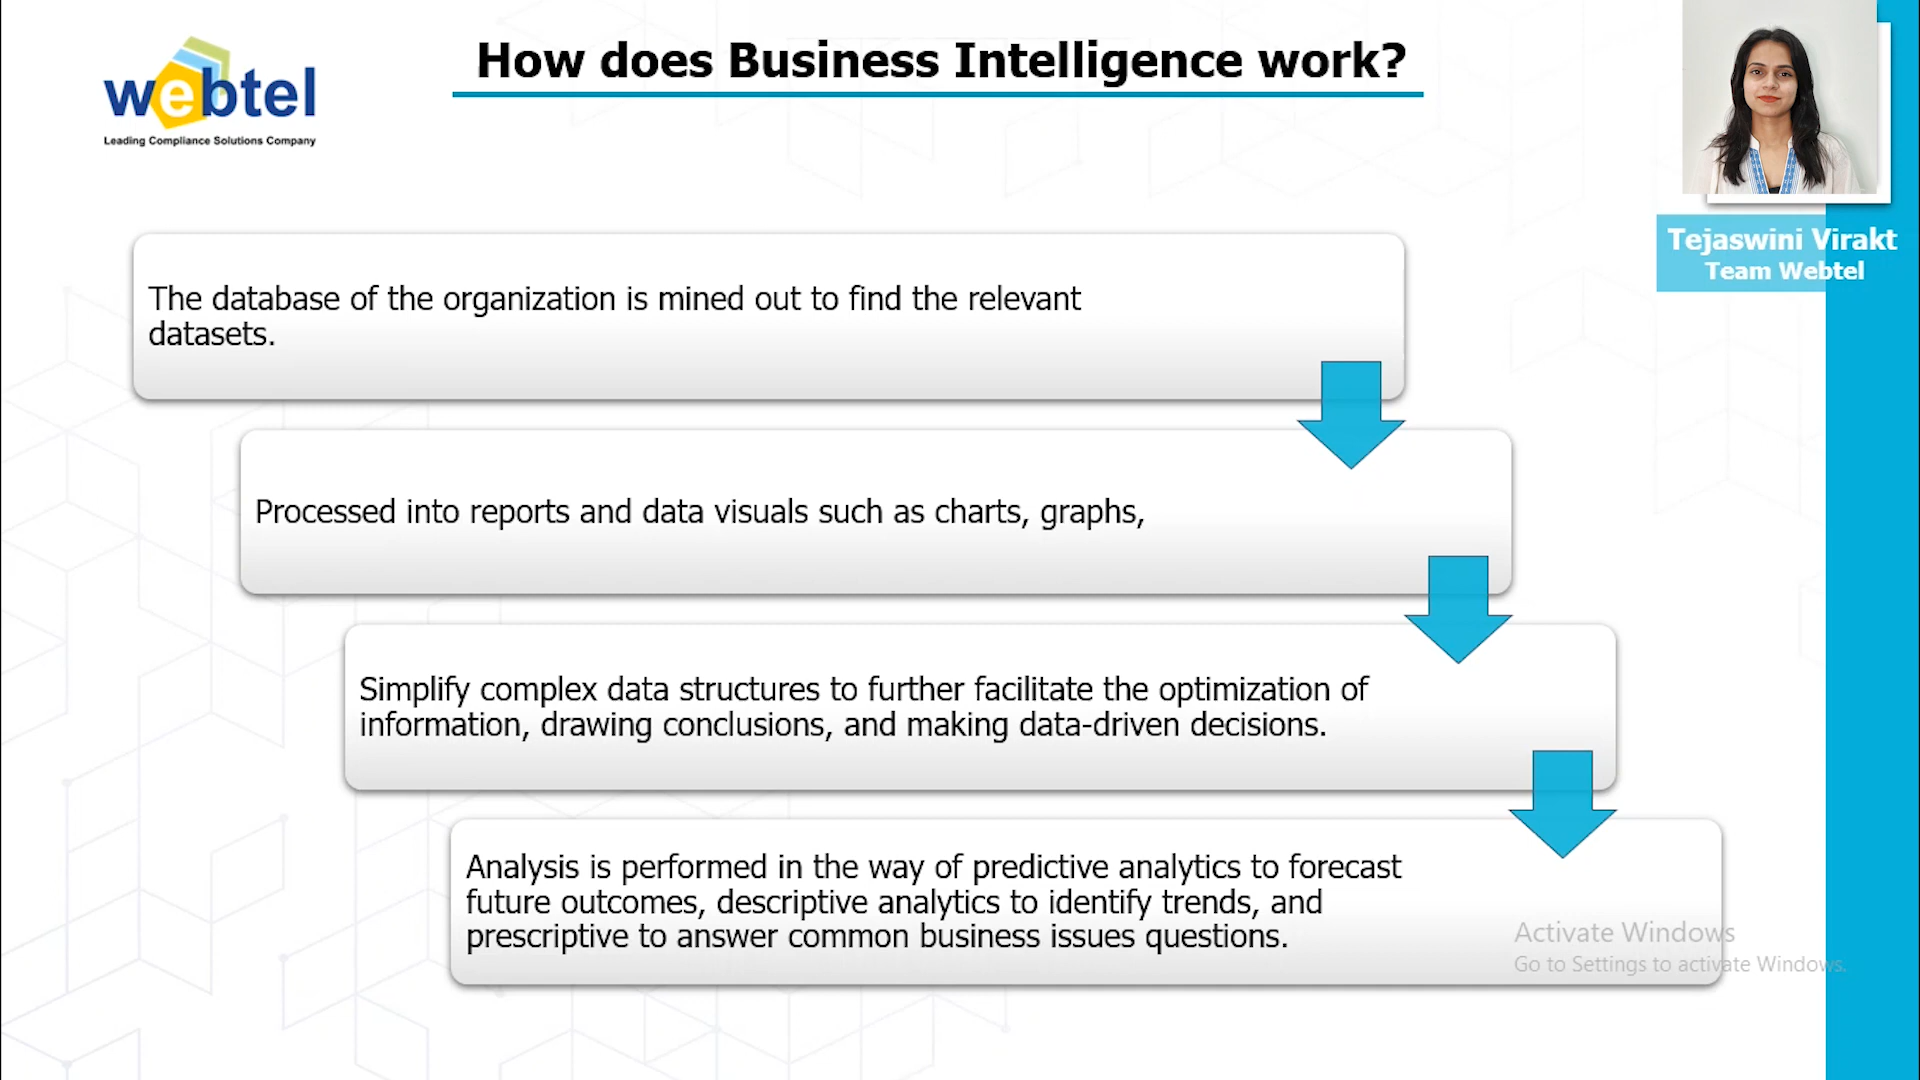 How does Business Intelligence work?
webtel
Leading Compliance Solutions Company
Tejaswini Virakt
Team Webtel
The database of the organization is mined out to find the relevant
datasets.
Processed into reports and data visuals such as charts, graphs,
Simplify complex data structures to further facilitate the optimization of
information, drawing conclusions, and making data-driven decisions.
Analysis is performed in the way of predictive analytics to forecast
future outcomes, descriptive analytics to identify trends, and
prescriptive to answer common business issues questions.
Activate Windows
Go to Settings to activate Windows.